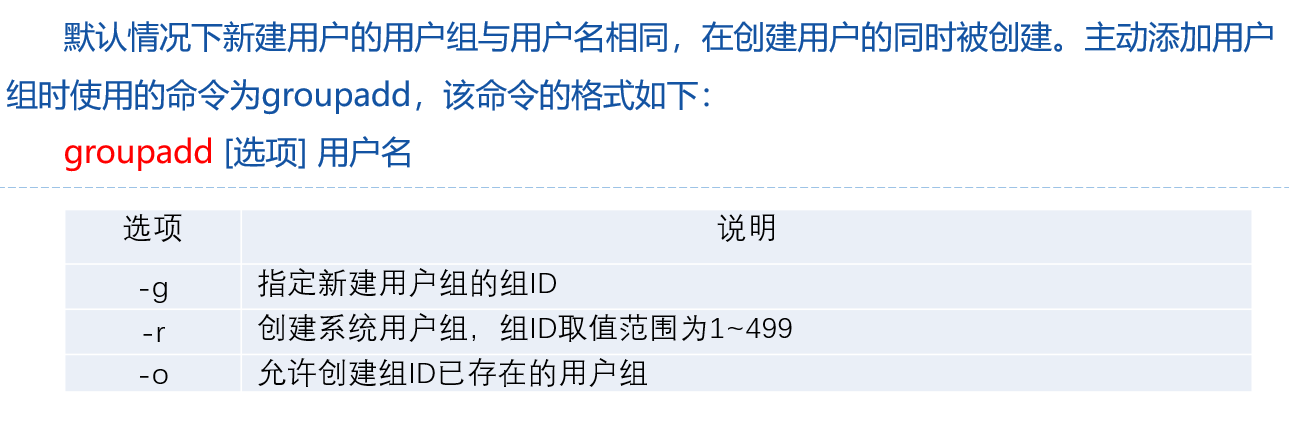 默认情况下新建用户的用户组与用户名相同，在创建用户的同时被创建。主动添加用户
组时使用的命令为groupadd，该命令的格式如下：
groupadd [选项] 用户名
选项 说明
-g 指定新建用户组的组ID
-r 创建系统用户组，组ID取值范围为1~499
-o 允许创建组ID已存在的用户组